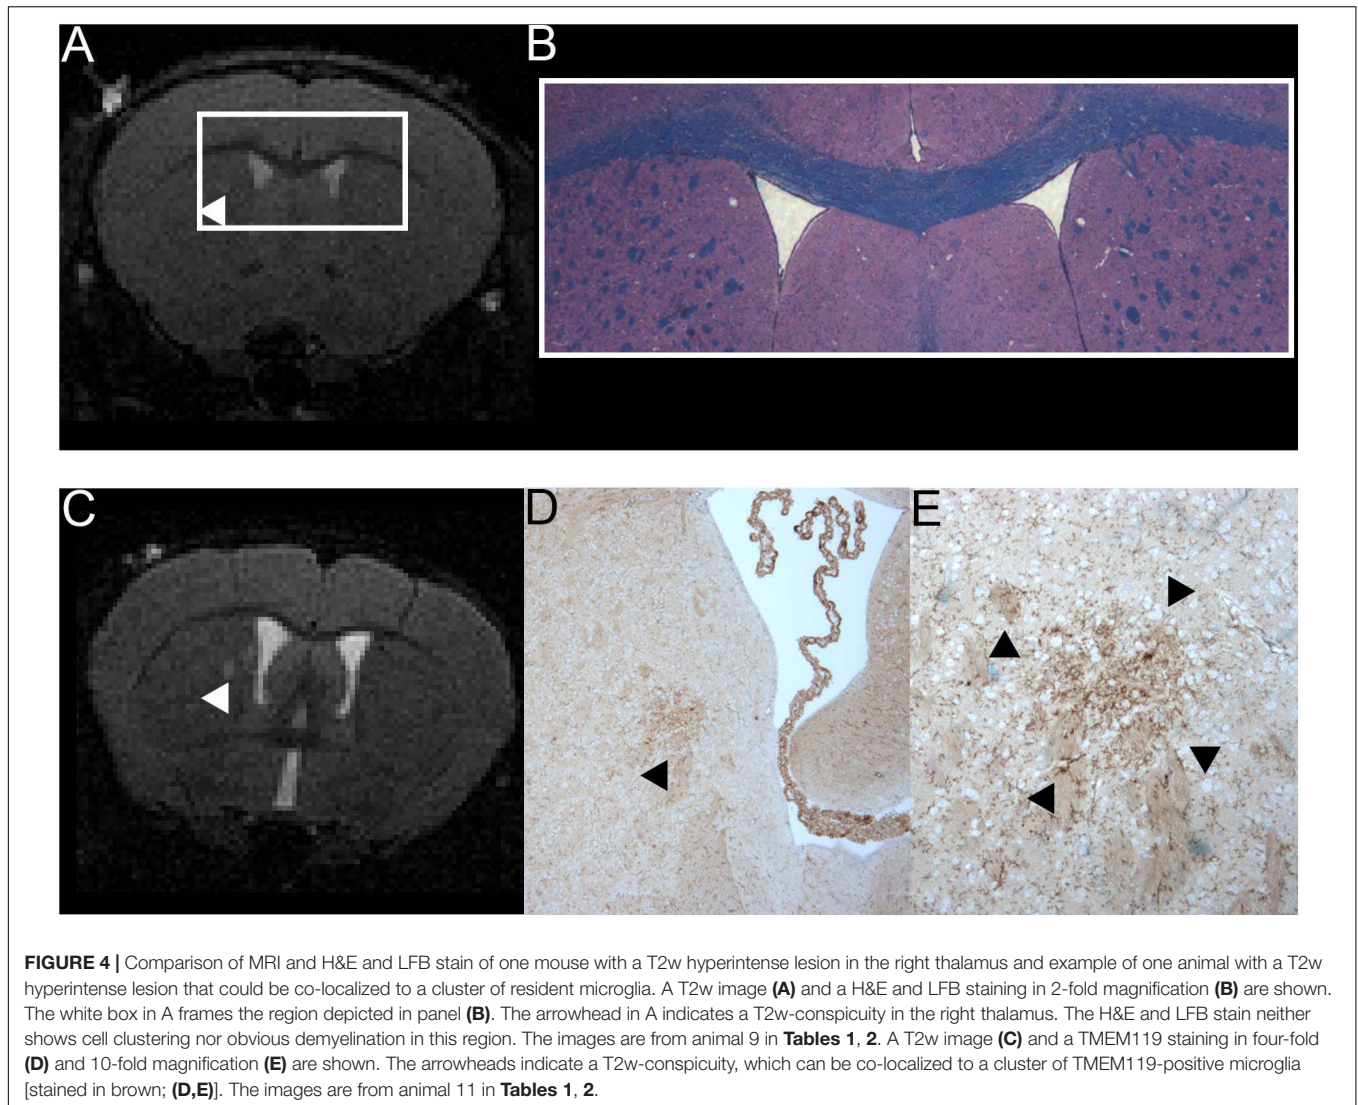 A
B
C
D
E
FIGURE 4 | Comparison of MRI and H&E and LFB stain of one mouse with a T2w hyperintense lesion in the right thalamus and example of one animal with a T2w
hyperintense lesion that could be co-localized to a cluster of resident microglia. A T2w image (A) and a H&E and LFB staining in 2-fold magnification (B) are shown.
The white box in A frames the region depicted in panel (B). The arrowhead in A indicates a T2w-conspicuity in the right thalamus. The H&E and LFB stain neither
shows cell clustering nor obvious demyelination in this region. The images are from animal 9 in Tables 1, 2. A T2w image (C) and a TMEM119 staining in four-fold
(D) and 10-fold magnification (E) are shown. The arrowheads indicate a T2w-conspicuity, which can be co-localized to a cluster of TMEM119-positive microglia
[stained in brown; (D,E)]. The images are from animal 11 in Tables 1, 2.